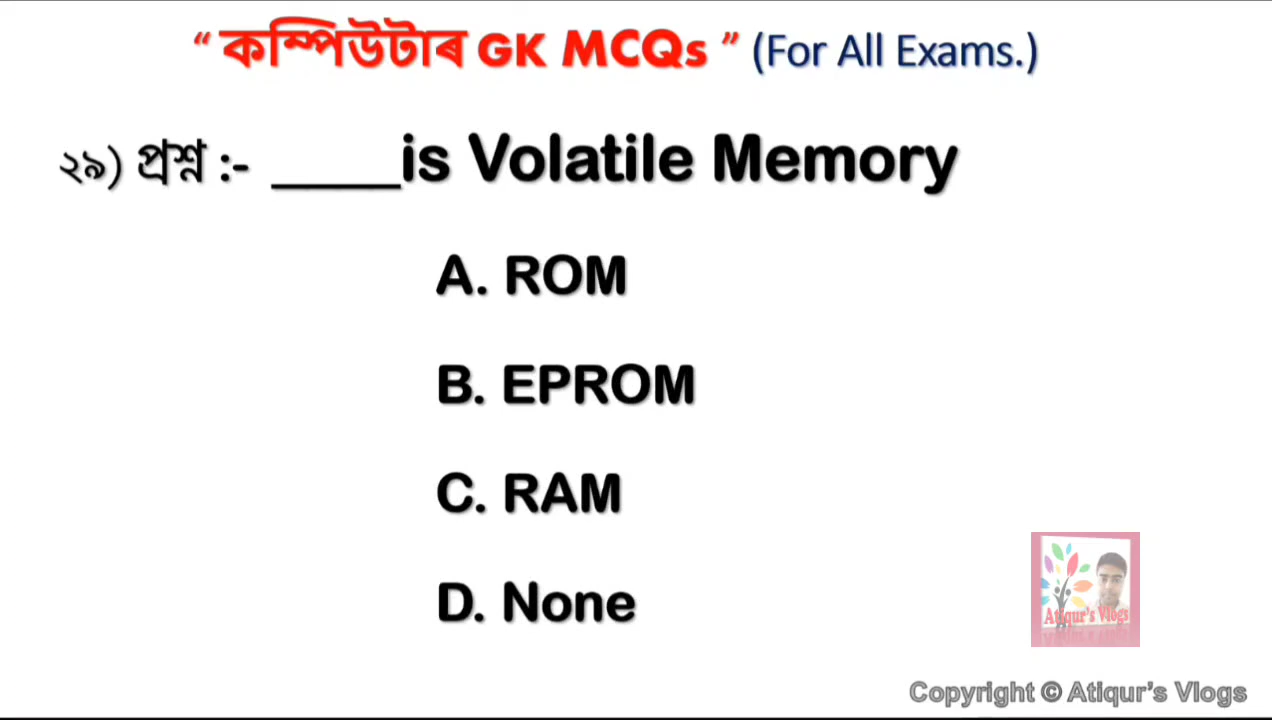 “ কম্পিউটাৰ GK MCQs ” (For All Exams.)
২৯) প্ৰশ্ন :- ____is Volatile Memory
A. ROM
B. EPROM
C. RAM
D. None
Atiqur's Vlogs
Copyright © Atiqur's Vlogs